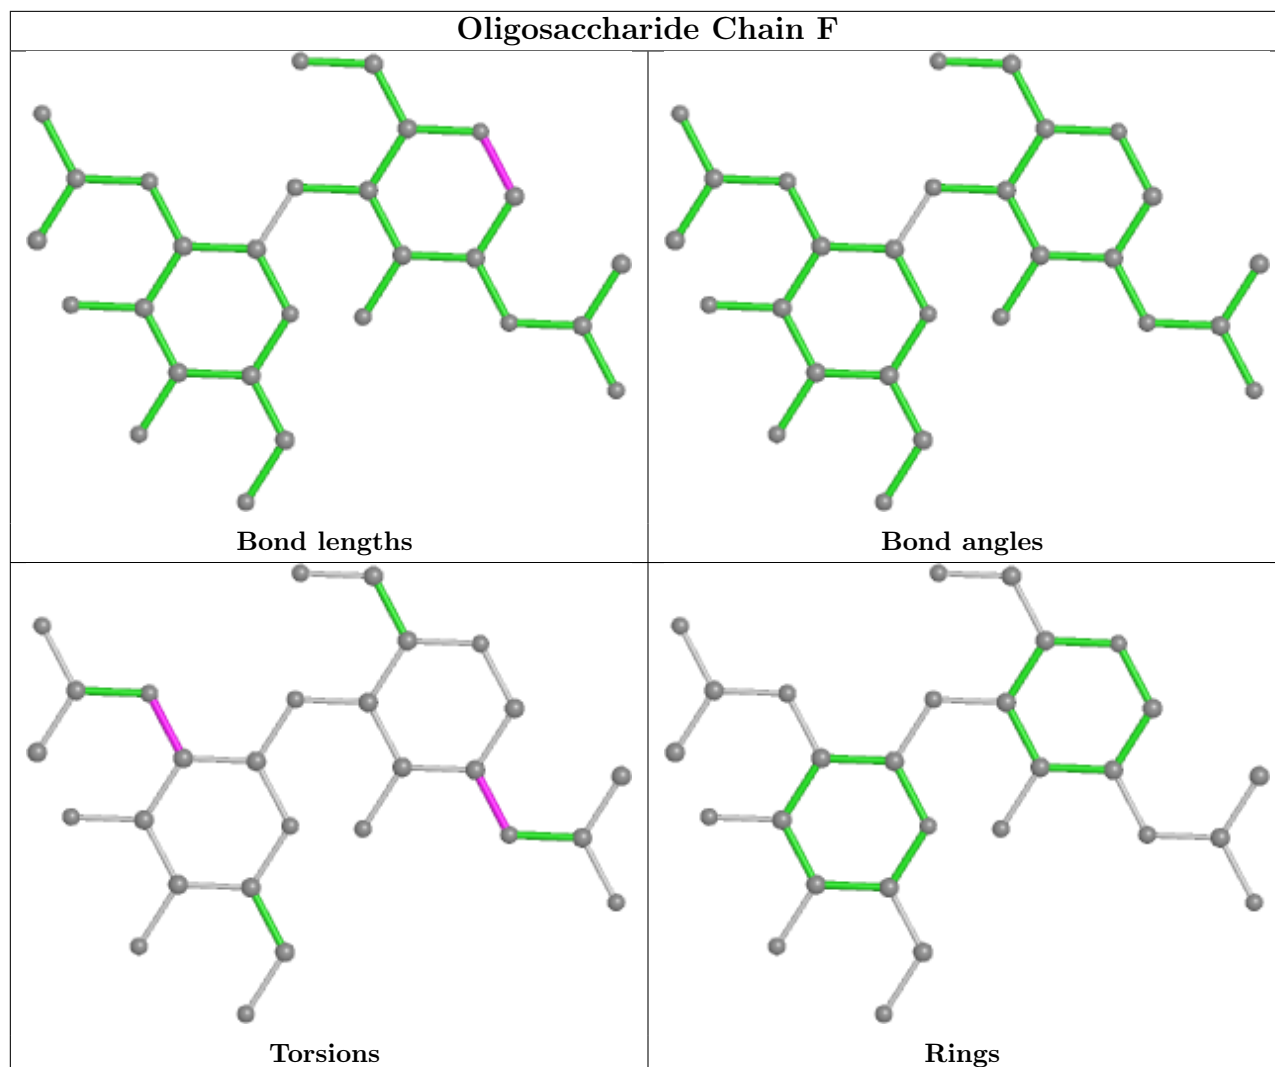 Oligosaccharide Chain F
Bond lengths
Bond angles
Torsions
Rings